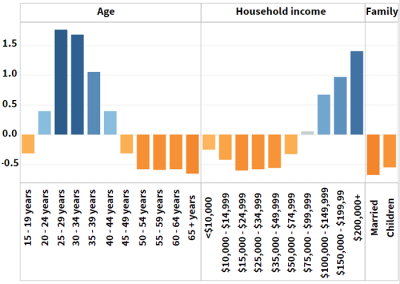 Age
Household income
Family
1.5
1.0
0.5
0.0
-0.5
15 - 19 years
20 - 24 years
25 - 29 years
30 - 34 years
35 - 39 years
40 - 44 years
45 - 49 years
50 - 54 years
55 - 59 years
60 - 64 years
65 + years
<$10,000
$10,000 - $14,999
$15,000 - $24,999
$25,000 - $34,999
$35,000 - $49,999
$50,000 - $74,999
$75,000 - $99,999
$100,000 - $149,999
$150,000 - $199,99
$200,000+
Married
Children